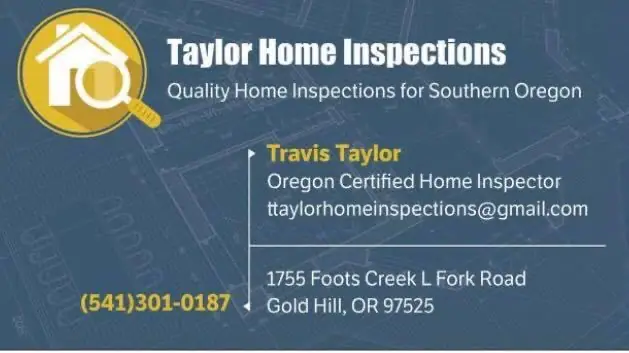 Taylor Home Inspections
Quality Home Inspections for Southern Oregon
Travis Taylor
Oregon Certified Home Inspector
ttaylorhomeinspections@gmail.com
1755 Foots Creek L Fork Road
Gold Hill, OR 97525
(541)301-0187